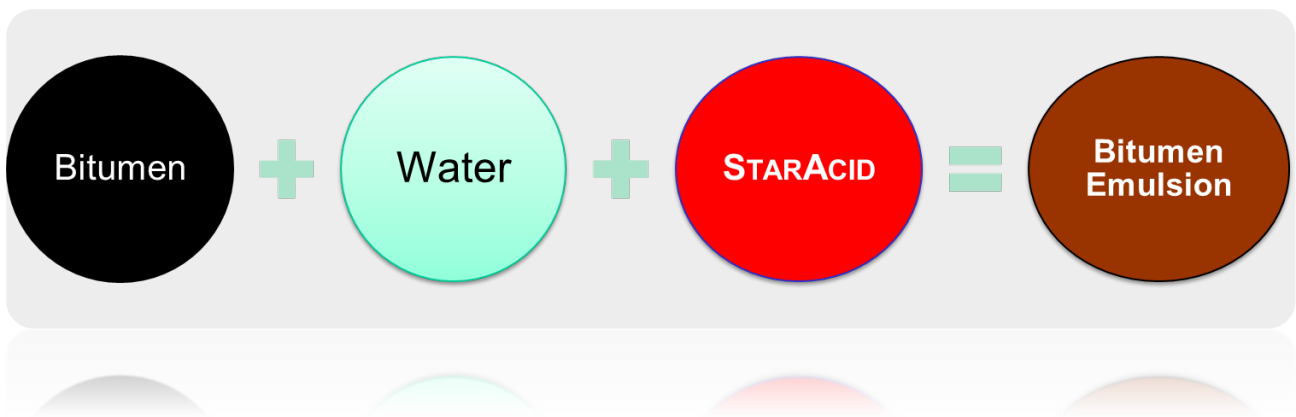 Bitumen
Water
STARACID
Bitumen
Emulsion